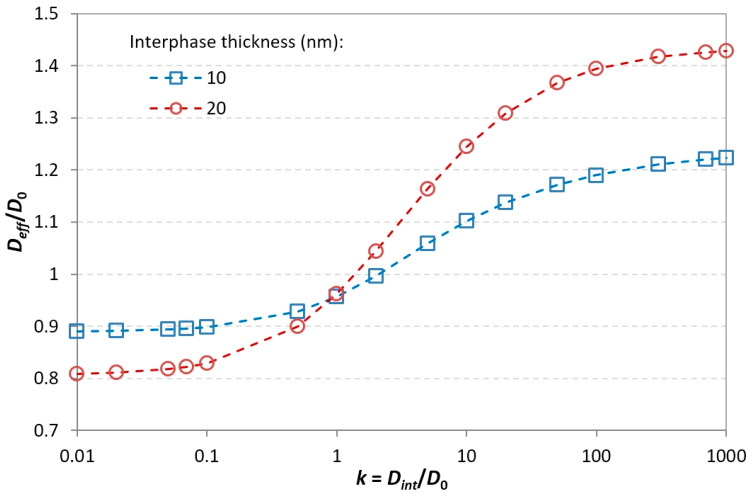 1.5
1.4
1.3
1.2
1.1
1
0.9
0.8
0.7
D_eff/D_0
Interphase thickness (nm):
10
20
0.01 0.1 1 10 100 1000
k = D_int/D_0